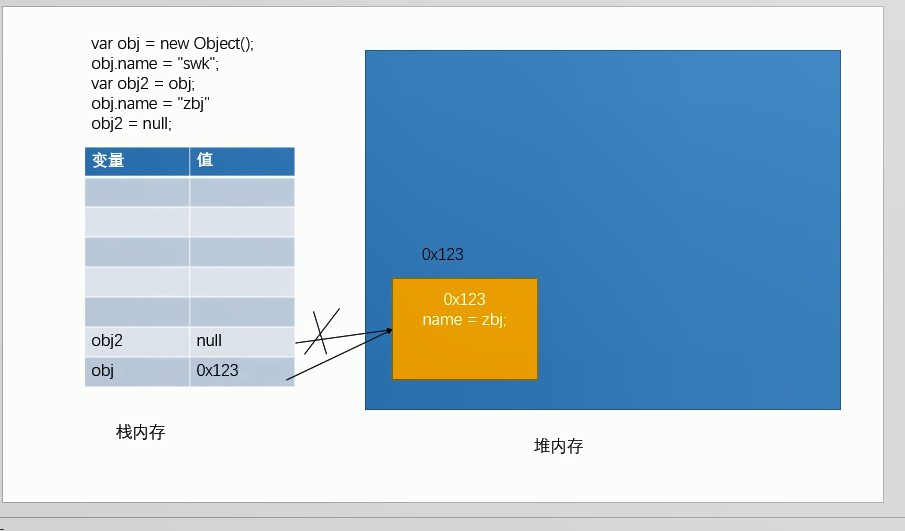 var obj = new Object();
obj.name = "swk";
var obj2 = obj;
obj.name = "zbj"
obj2 = null;
变量 值
obj2 null
obj 0x123
栈内存
0x123
0x123
name = zbj;
堆内存